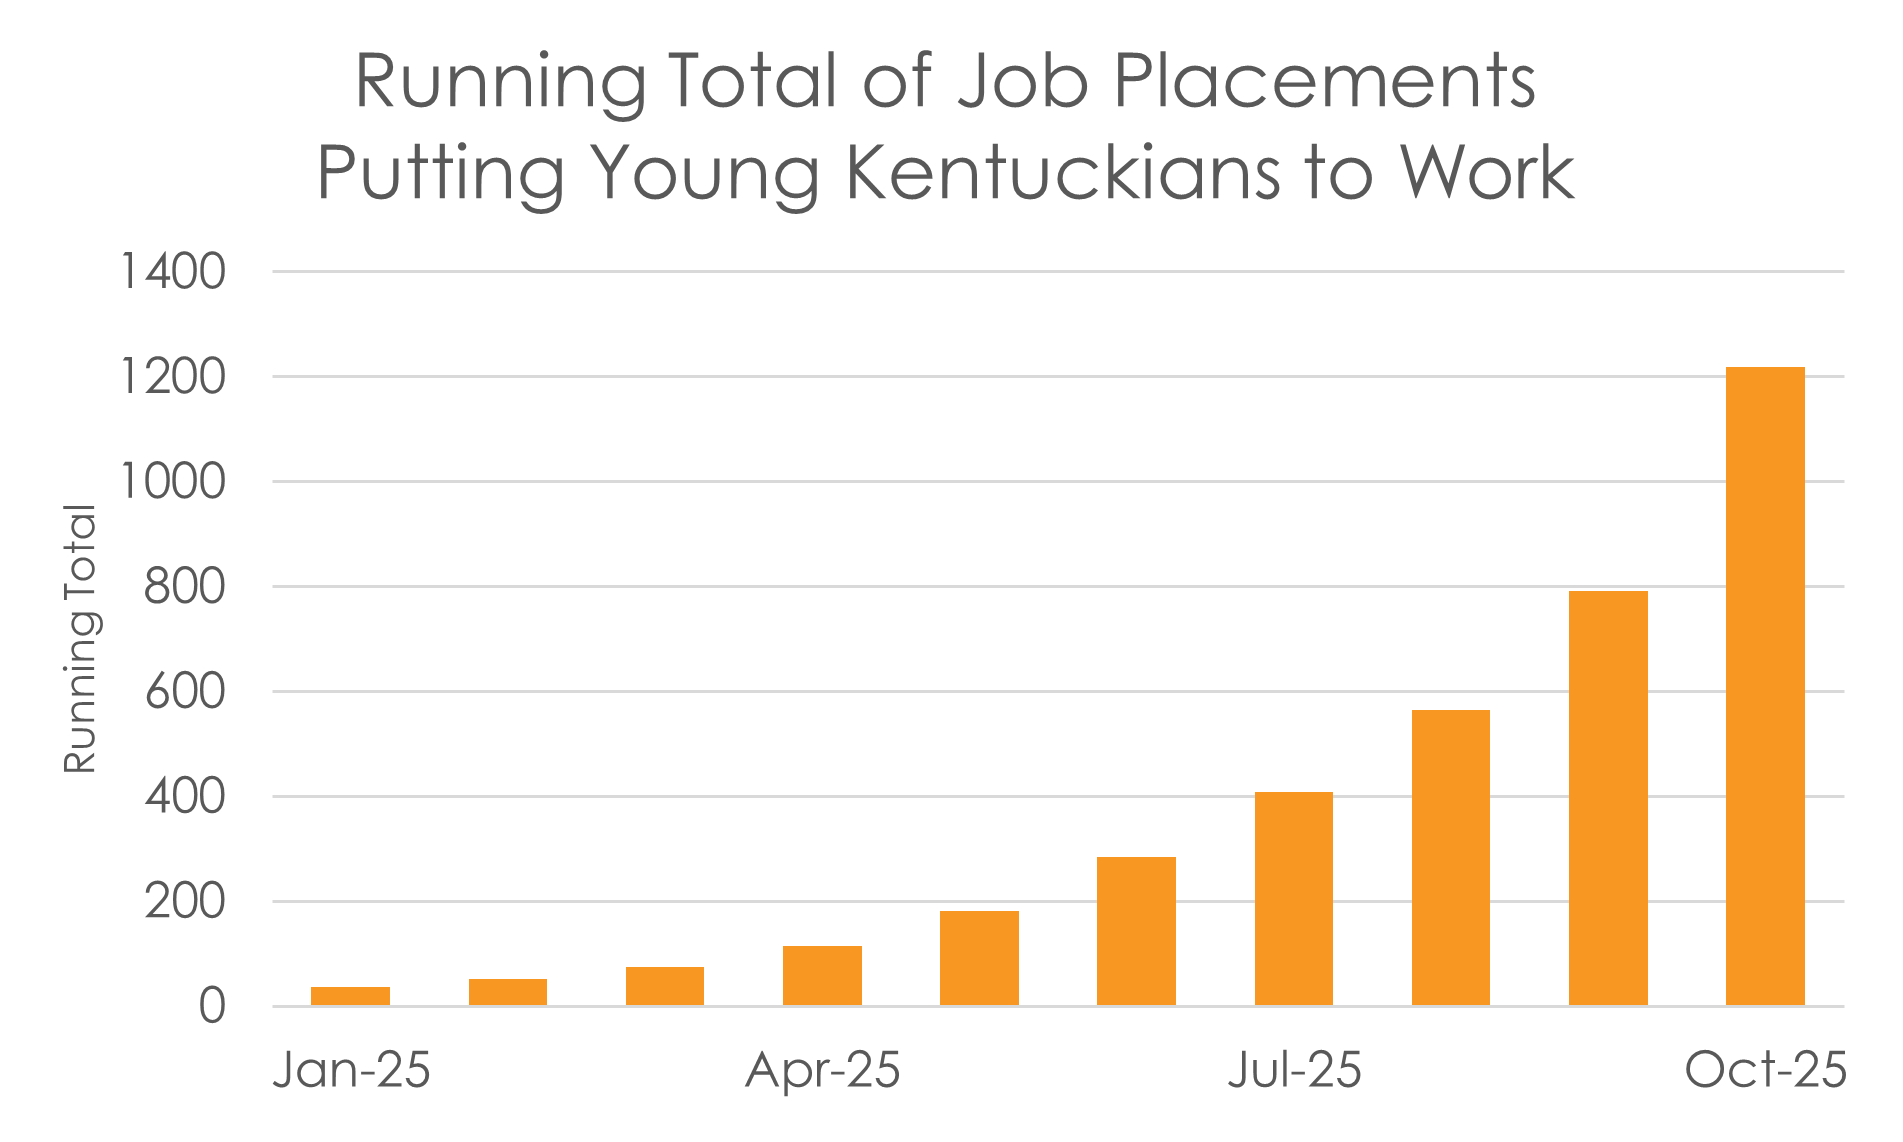 Running Total of Job Placements
Putting Young Kentuckians to Work
1400
1200
1000
800
600
400
200
0
Running Total
Jan-25
Apr-25
Jul-25
Oct-25